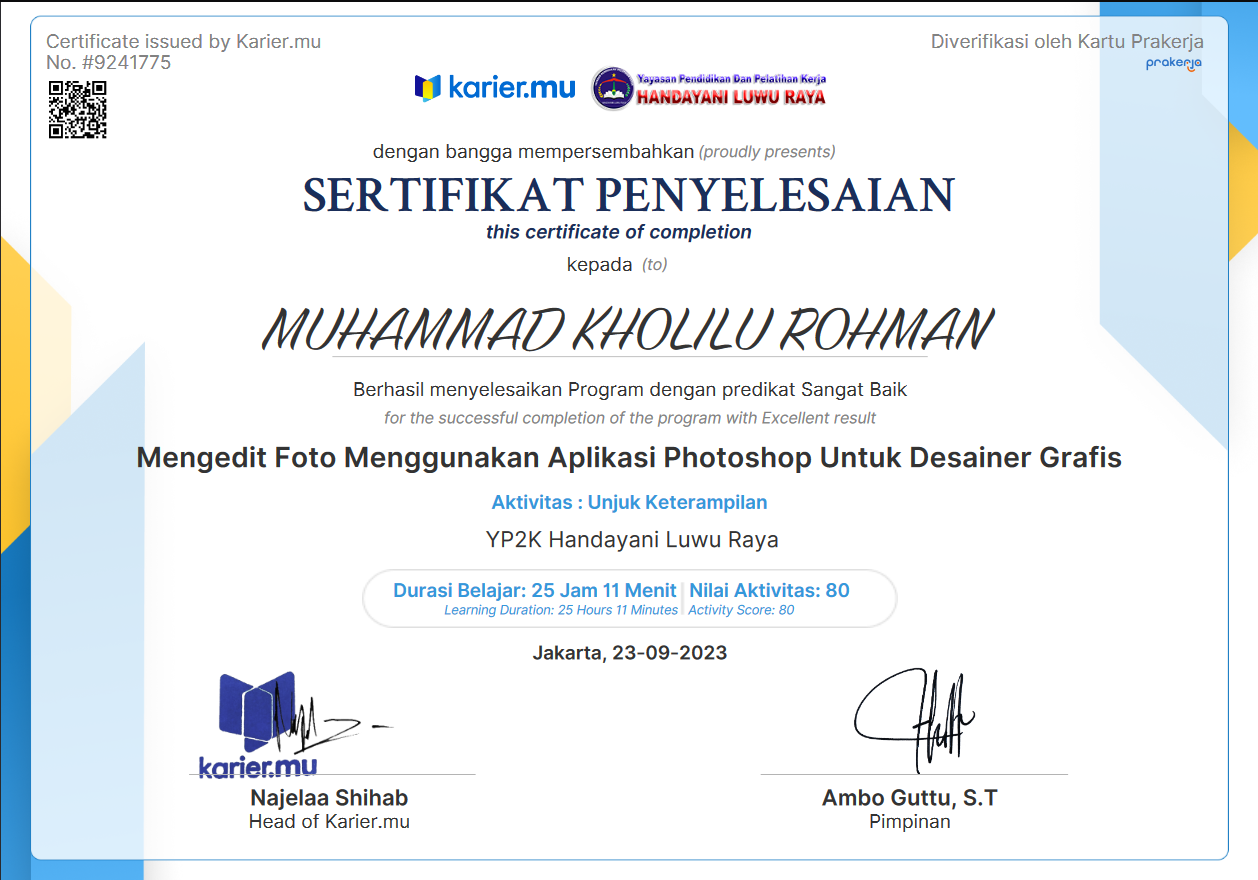 Certificate issued by Karier.mu
No. #9241775
Diverifikasi oleh Kartu Prakerja
prakerja
karier.mu
Yayasan Pendidikan Dan Pelatihan Kerja
HANDAYANI LUWU RAYA
dengan bangga mempersembahkan (proudly presents)
SERTIFIKAT PENYELESAIAN
this certificate of completion
kepada (to)
MUHAMMAD KHOLILU ROHMAN
Berhasil menyelesaikan Program dengan predikat Sangat Baik
for the successful completion of the program with Excellent result
Mengedit Foto Menggunakan Aplikasi Photoshop Untuk Desainer Grafis
Aktivitas : Unjuk Keterampilan
YP2K Handayani Luwu Raya
Durasi Belajar: 25 Jam 11 Menit | Nilai Aktivitas: 80
Learning Duration: 25 Hours 11 Minutes | Activity Score: 80
Jakarta, 23-09-2023
karier.mu
Najelaa Shihab
Head of Karier.mu
Ambo Guttu, S.T
Pimpinan